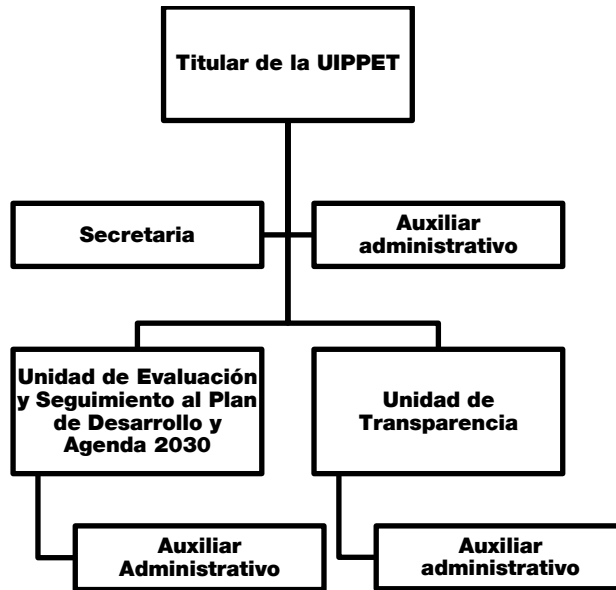 Titular de la UIPPET
Secretaria
Auxiliar
administrativo
Unidad de Evaluación
y Seguimiento al Plan
de Desarrollo y
Agenda 2030
Unidad de
Transparencia
Auxiliar
Administrativo
Auxiliar
administrativo